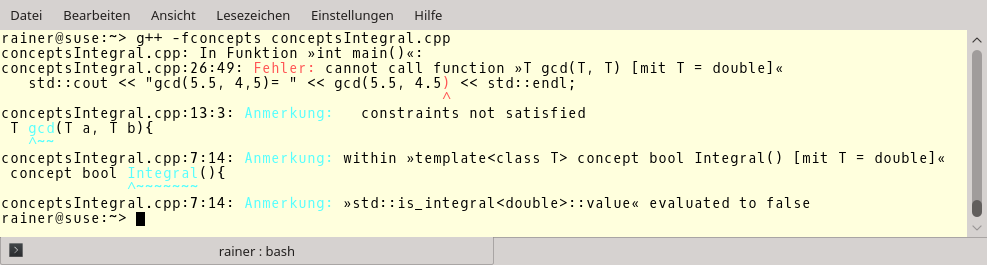 Datei Bearbeiten Ansicht Lesezeichen Einstellungen Hilfe
rainer@suse:~> g++ -fconcepts conceptsIntegral.cpp
conceptsIntegral.cpp: In Funktion »int main()«:
conceptsIntegral.cpp:26:49: Fehler: cannot call function »T gcd(T, T) [mit T = double]«
   std::cout << "gcd(5.5, 4,5)= " << gcd(5.5, 4.5) << std::endl;
                                                 ^
conceptsIntegral.cpp:13:3: Anmerkung:   constraints not satisfied
 T gcd(T a, T b){
   ^~~
conceptsIntegral.cpp:7:14: Anmerkung: within »template<class T> concept bool Integral() [mit T = double]«
 concept bool Integral(){
              ^~~~~~~~
conceptsIntegral.cpp:7:14: Anmerkung: »std::is_integral<double>::value« evaluated to false
rainer@suse:~>
rainer : bash